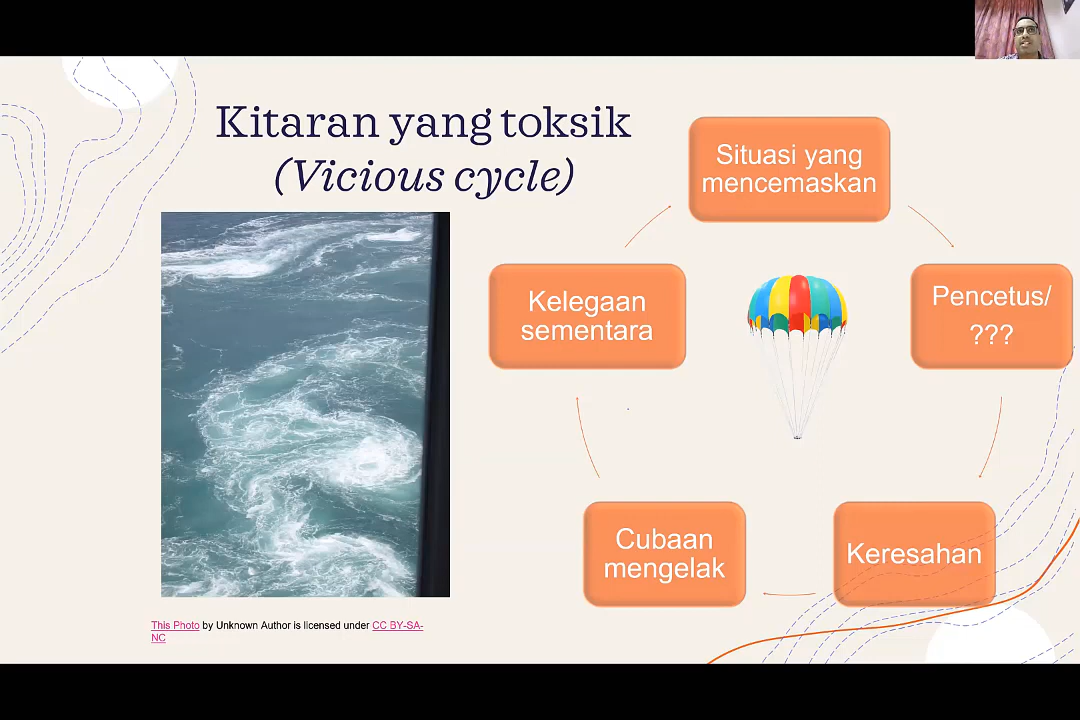 Kitaran yang toksik
(Vicious cycle)
Situasi yang
mencemaskan
Pencetus/
???
Keresahan
Cubaan
mengelak
Kelegaan
sementara
This Photo by Unknown Author is licensed under CC BY-SA-
NC